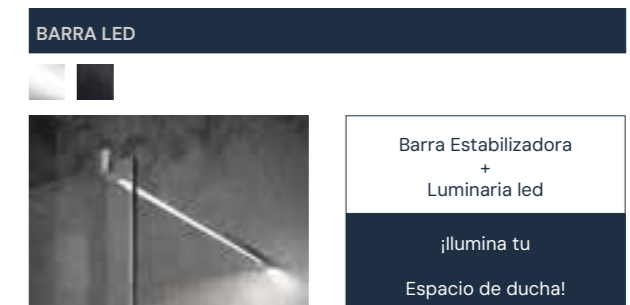 BARRA LED
Barra Estabilizadora
+
Luminaria led
¡Ilumina tu
Espacio de ducha!